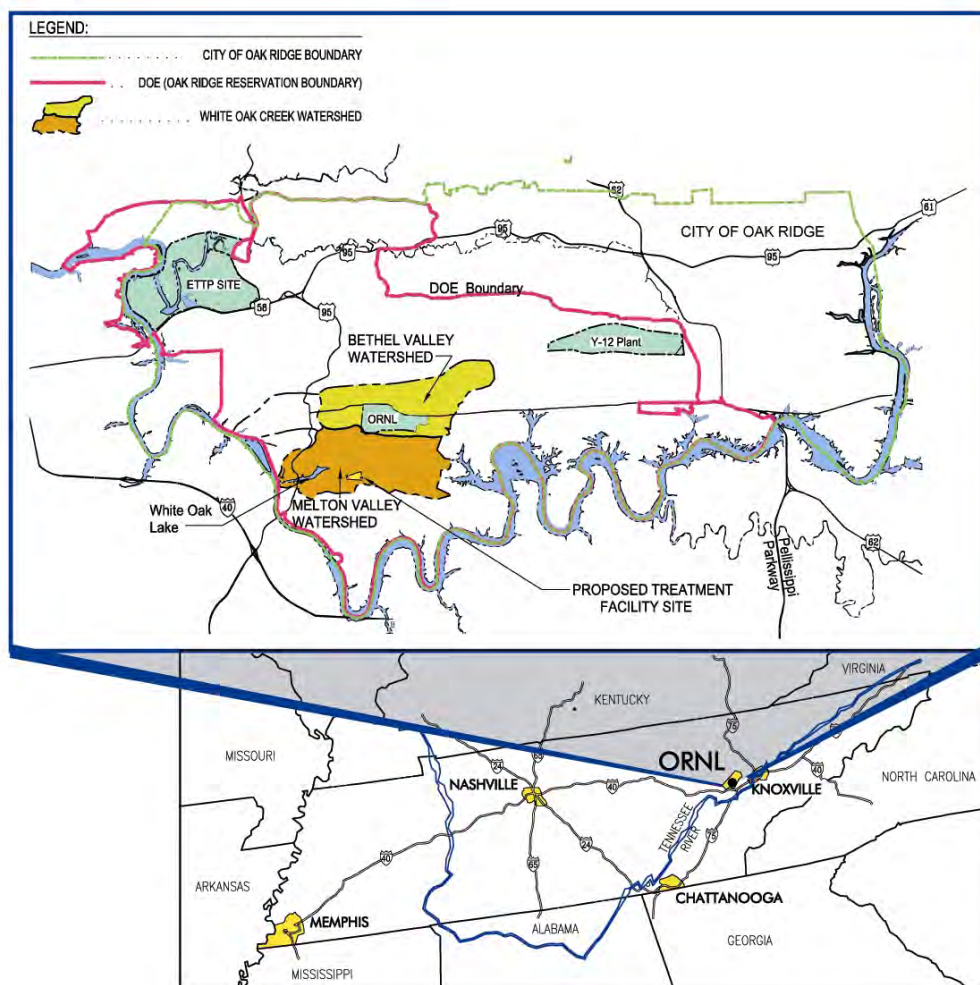 LEGEND:
CITY OF OAK RIDGE BOUNDARY
DOE (OAK RIDGE RESERVATION BOUNDARY)
WHITE OAK CREEK WATERSHED
62
61
CITY OF OAK RIDGE
95
95
95
ETTP SITE
DOE Boundary
58
95
BETHEL VALLEY
WATERSHED
Y-12 Plant
ORNL
40
White Oak
Lake
MELTON VALLEY
WATERSHED
62
Pellissippi
Parkway
PROPOSED TREATMENT
FACILITY SITE
VIRGINIA
KENTUCKY
75
MISSOURI
ORNL
24
40
NORTH CAROLINA
NASHVILLE
40
KNOXVILLE
TENNESSEE
RIVER
40
65
24
ARKANSAS
CHATTANOOGA
MEMPHIS
ALABAMA
GEORGIA
MISSISSIPPI